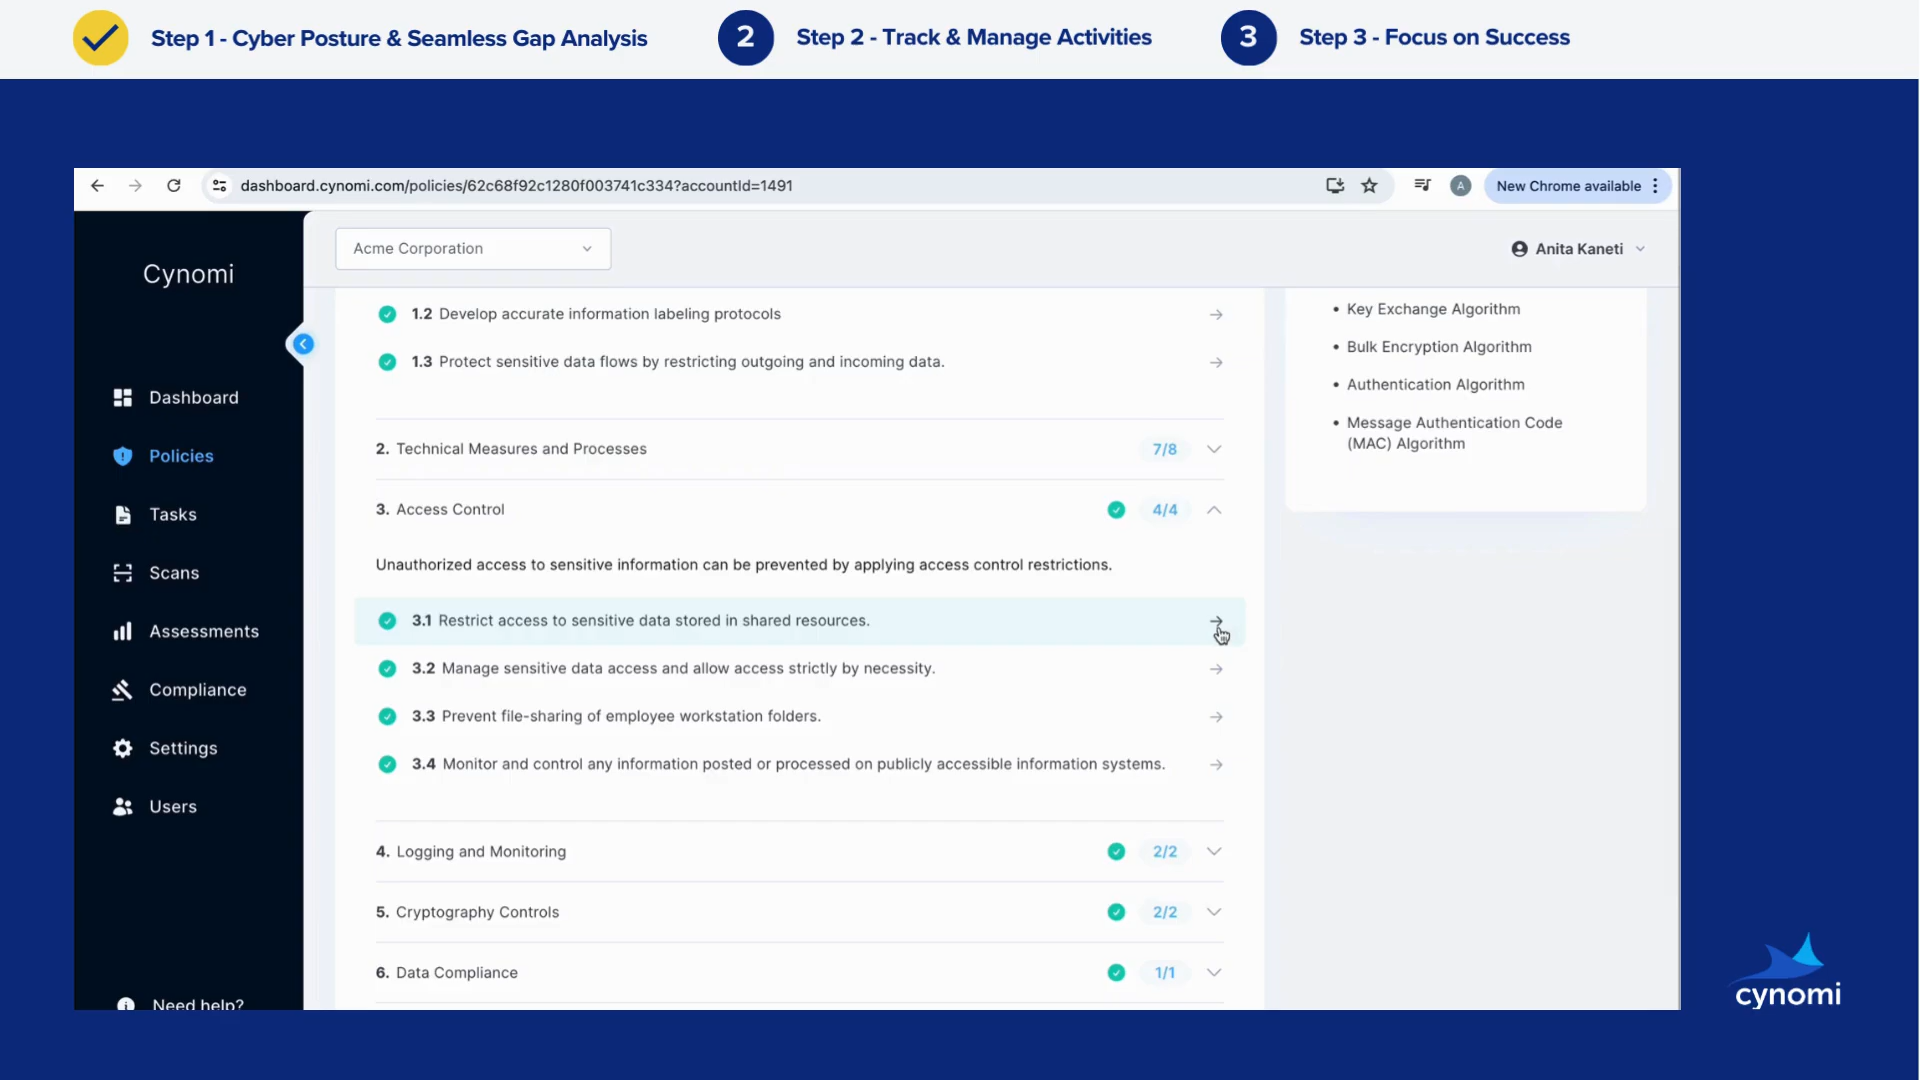 Step 1 - Cyber Posture & Seamless Gap Analysis
2
Step 2 - Track & Manage Activities
3
Step 3 - Focus on Success
dashboard.cynomi.com/policies/62c68f92c1280f003741c334?accountId=1491
A
New Chrome available
Cynomi
Acme Corporation
Anita Kaneti
Dashboard
Policies
Tasks
Scans
Assessments
Compliance
Settings
Users
Need help?
1.2 Develop accurate information labeling protocols
1.3 Protect sensitive data flows by restricting outgoing and incoming data.
2. Technical Measures and Processes 7/8
3. Access Control 4/4
Unauthorized access to sensitive information can be prevented by applying access control restrictions.
3.1 Restrict access to sensitive data stored in shared resources.
3.2 Manage sensitive data access and allow access strictly by necessity.
3.3 Prevent file-sharing of employee workstation folders.
3.4 Monitor and control any information posted or processed on publicly accessible information systems.
4. Logging and Monitoring 2/2
5. Cryptography Controls 2/2
6. Data Compliance 1/1
• Key Exchange Algorithm
• Bulk Encryption Algorithm
• Authentication Algorithm
• Message Authentication Code
(MAC) Algorithm
cynomi